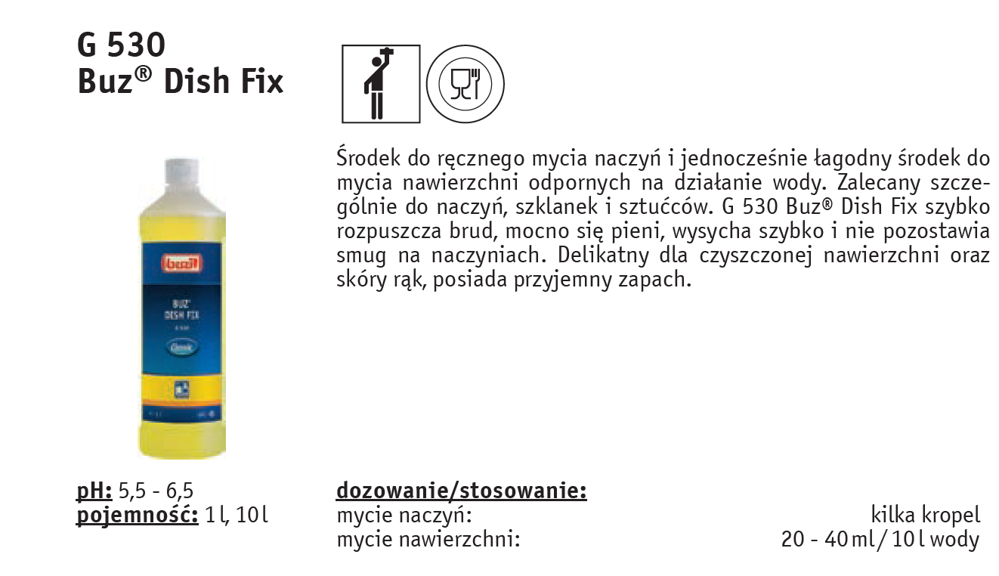 G 530
Buz® Dish Fix
Środek do ręcznego mycia naczyń i jednocześnie łagodny środek do
mycia nawierzchni odpornych na działanie wody. Zalecany szcze-
gólnie do naczyń, szklanek i sztućców. G 530 Buz® Dish Fix szybko
rozpuszcza brud, mocno się pieni, wysycha szybko i nie pozostawia
smug na naczyniach. Delikatny dla czyszczonej nawierzchni oraz
skóry rąk, posiada przyjemny zapach.
buzil
BUZ®
DISH FIX
G 530
Classic
pH: 5,5 - 6,5
pojemność: 1 l, 10 l
dozowanie/stosowanie:
mycie naczyń: kilka kropel
mycie nawierzchni: 20 - 40 ml / 10 l wody